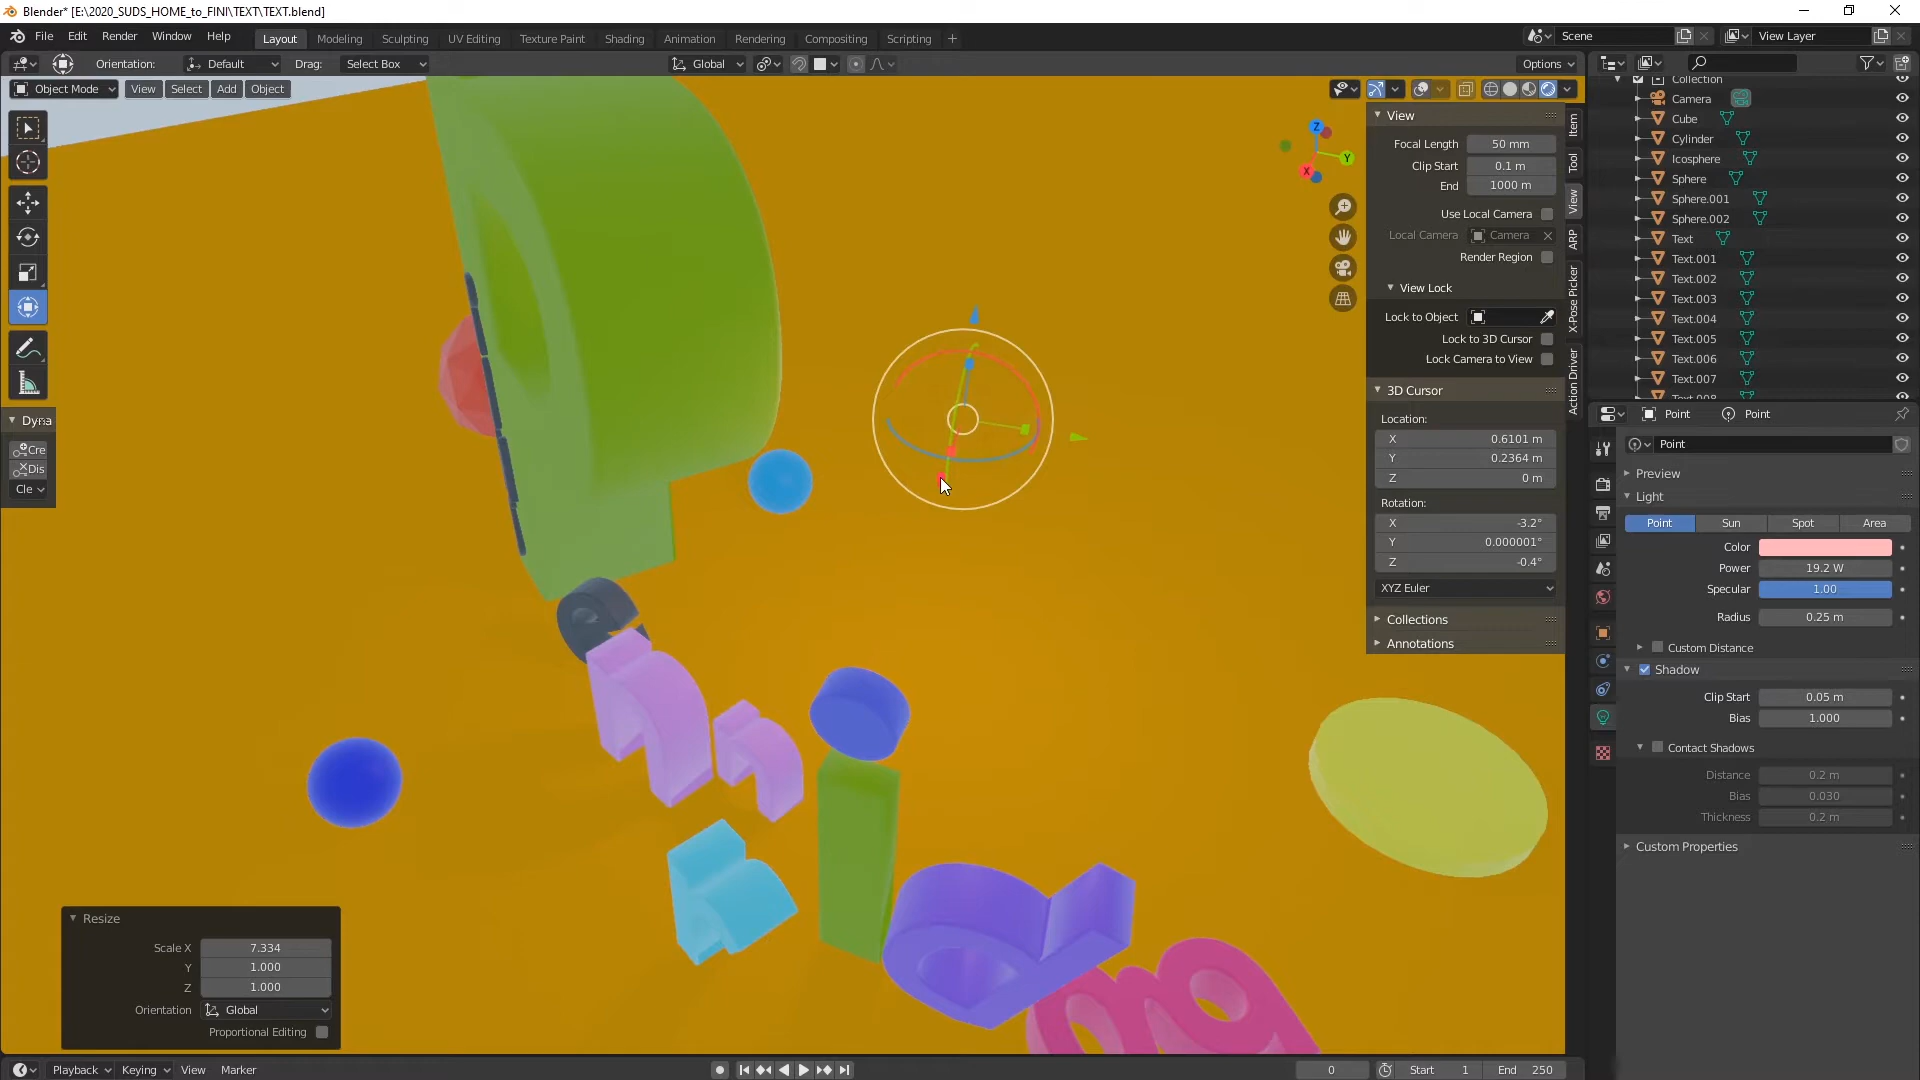 Blender* [E:\2020_SUDS_HOME_to_FINI\TEXT\TEXT.blend]
File Edit Render Window Help Layout Modeling Sculpting UV Editing Texture Paint Shading Animation Rendering Compositing Scripting + Scene View Layer
Orientation: Default Drag: Select Box Global Options
Object Mode View Select Add Object
Collection
Camera
Cube
Cylinder
Icosphere
Sphere
Sphere.001
Sphere.002
Text
Text.001
Text.002
Text.003
Text.004
Text.005
Text.006
Text.007
Text.008
Z
Y
X
View
Focal Length 50 mm
Clip Start 0.1 m
End 1000 m
Use Local Camera
Local Camera Camera
Render Region
View Lock
Lock to Object
Lock to 3D Cursor
Lock Camera to View
3D Cursor
Location:
X 0.6101 m
Y 0.2364 m
Z 0 m
Rotation:
X -3.2°
Y 0.000001°
Z -0.4°
XYZ Euler
Collections
Annotations
Item
Tool
View
ARP
X-Pose Picker
Action Driver
Dyna
Cre
Dis
Cle
Point Point
Point
Preview
Light
Point Sun Spot Area
Color
Power 19.2 W
Specular 1.00
Radius 0.25 m
Custom Distance
Shadow
Clip Start 0.05 m
Bias 1.000
Contact Shadows
Distance 0.2 m
Bias 0.030
Thickness 0.2 m
Custom Properties
Resize
Scale X 7.334
Y 1.000
Z 1.000
Orientation Global
Proportional Editing
Playback Keying View Marker 0 Start 1 End 250